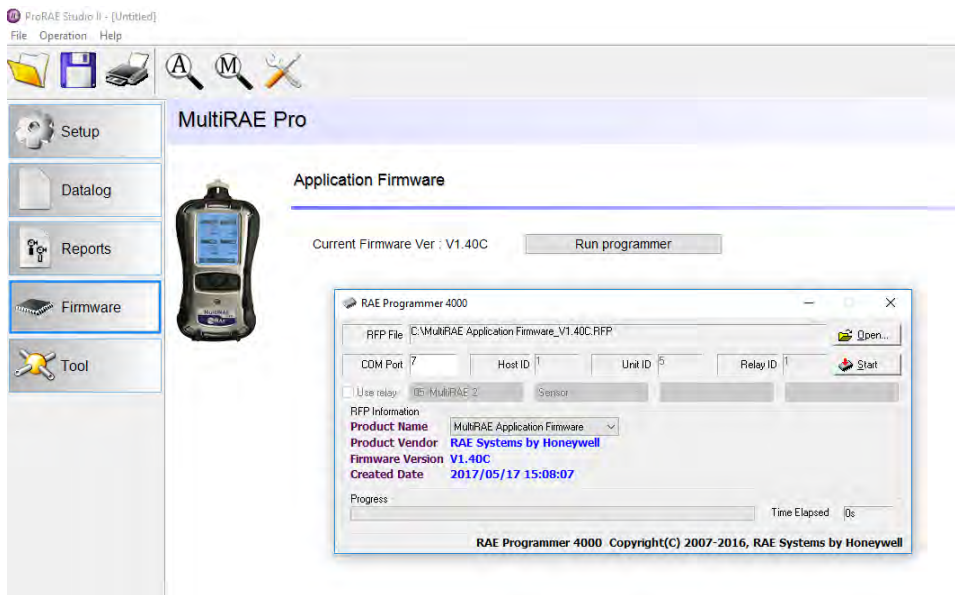 ProRAE Studio II - [Untitled]
File Operation Help
A M
Setup
Datalog
Reports
Firmware
Tool
MultiRAE Pro
Application Firmware
Current Firmware Ver : V1.40C Run programmer
RAE Programmer 4000
RFP File C:\MultiRAE Application Firmware_V1.40C.RFP Open...
COM Port 7 Host ID 1 Unit ID 5 Relay ID 1 Start
Use relay 05-MultiRAE 2 Sensor
RFP Information
Product Name MultiRAE Application Firmware
Product Vendor RAE Systems by Honeywell
Firmware Version V1.40C
Created Date 2017/05/17 15:08:07
Progress
Time Elapsed 0s
RAE Programmer 4000 Copyright(C) 2007-2016, RAE Systems by Honeywell